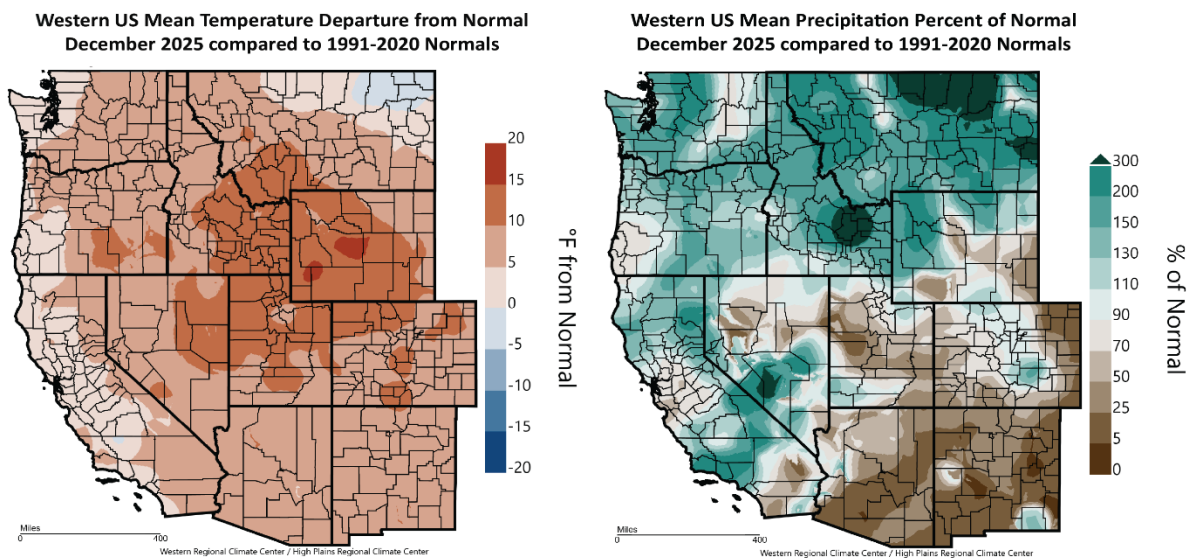 Western US Mean Temperature Departure from Normal
December 2025 compared to 1991-2020 Normals
20
15
10
5
0
-5
-10
-15
-20
°F from Normal
Miles
0 400
Western Regional Climate Center / High Plains Regional Climate Center
Western US Mean Precipitation Percent of Normal
December 2025 compared to 1991-2020 Normals
300
200
150
130
110
90
70
50
25
5
0
% of Normal
Miles
0 400
Western Regional Climate Center / High Plains Regional Climate Center